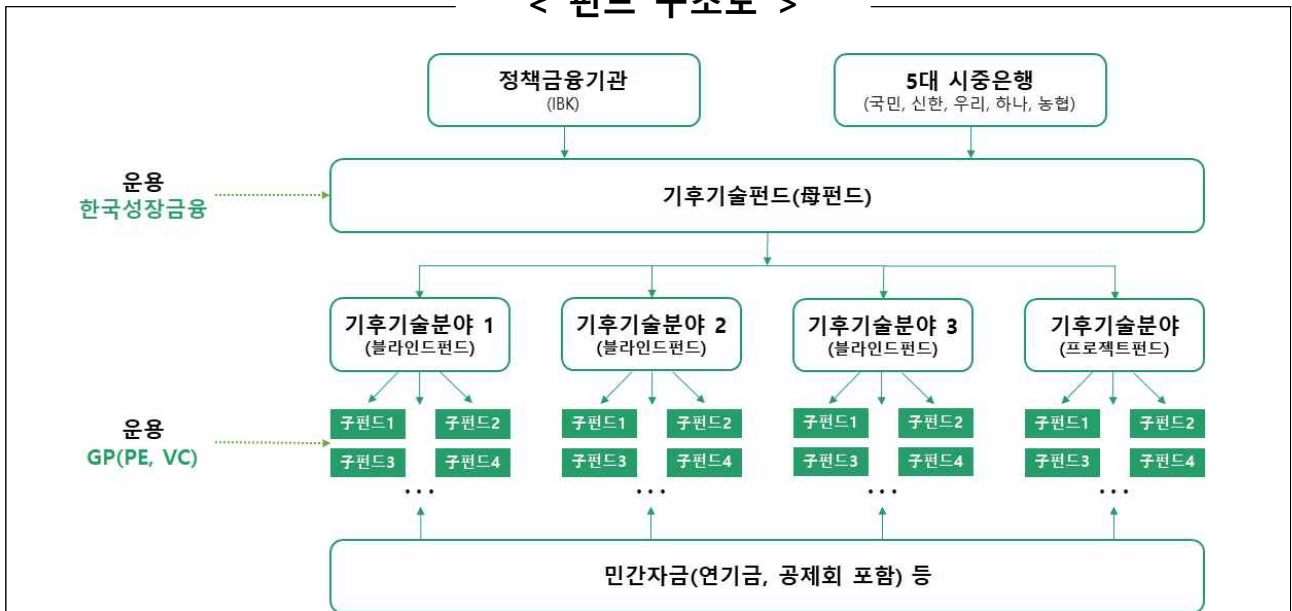 < 펀드 구조도 >
정책금융기관
(IBK)
5대 시중은행
(국민, 신한, 우리, 하나, 농협)
운용
한국성장금융
기후기술펀드(母펀드)
기후기술분야 1
(블라인드펀드)
기후기술분야 2
(블라인드펀드)
기후기술분야 3
(블라인드펀드)
기후기술분야
(프로젝트펀드)
운용
GP(PE, VC)
子펀드1 子펀드2
子펀드3 子펀드4
...
子펀드1 子펀드2
子펀드3 子펀드4
...
子펀드1 子펀드2
子펀드3 子펀드4
...
子펀드1 子펀드2
子펀드3 子펀드4
...
민간자금(연기금, 공제회 포함) 등